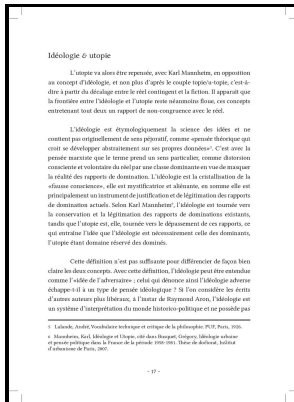 Idéologie & utopie
L'utopie va alors être repensée, avec Karl Mannheim, en opposition
au concept d'idéologie, et non plus d'après le couple topie/u-topie, c'est-à-
dire à partir du décalage entre le réel contingent et la fiction. Il apparait que
la frontière entre l'idéologie et l'utopie reste néanmoins floue, ces concepts
entretenant tout deux un rapport de non-congruence avec le réel.
L'idéologie est étymologiquement la science des idées et ne
contient pas originellement de sens péjoratif, comme «pensée théorique qui
croit se développer abstraitement sur ses propres données»⁵. C'est avec la
pensée marxiste que le terme prend un sens particulier, comme distorsion
consciente et volontaire du réel par une classe dominante en vue de masquer
la réalité des rapports de domination. L'idéologie est la cristallisation de la
«fausse conscience», elle est mystificatrice et aliénante, en somme elle est
principalement un instrument de justification et de légitimation des rapports
de domination actuels. Selon Karl Mannheim⁶, l'idéologie est tournée vers
la conservation et la légitimation des rapports de dominations existants,
tandis que l'utopie est, elle, tournée vers le dépassement de ces rapports, ce
qui entraîne l'idée que l'idéologie est nécessairement celle des dominants,
l'utopie étant domaine réservé des dominés.
Cette définition n'est pas suffisante pour différencier de façon bien
claire les deux concepts. Avec cette définition, l'idéologie peut être entendue
comme l'«idée de l'adversaire» ; celui qui dénonce ainsi l'idéologie adverse
échappe-t-il à un type de pensée idéologique ? Si l'on considère les écrits
d'autres auteurs plus libéraux, à l'instar de Raymond Aron, l'idéologie est
un système d'interprétation du monde historico-politique et ne possède pas
5 Lalande, André, Vocabulaire technique et critique de la philosophie. PUF, Paris, 1926.
6 Mannheim, Karl, Idéologie et Utopie, cité dans Busquet, Grégory, Idéologie urbaine
et pensée politique dans la France de la période 1958-1981. Thèse de doctorat, Institut
d'urbanisme de Paris, 2007.
- 17 -